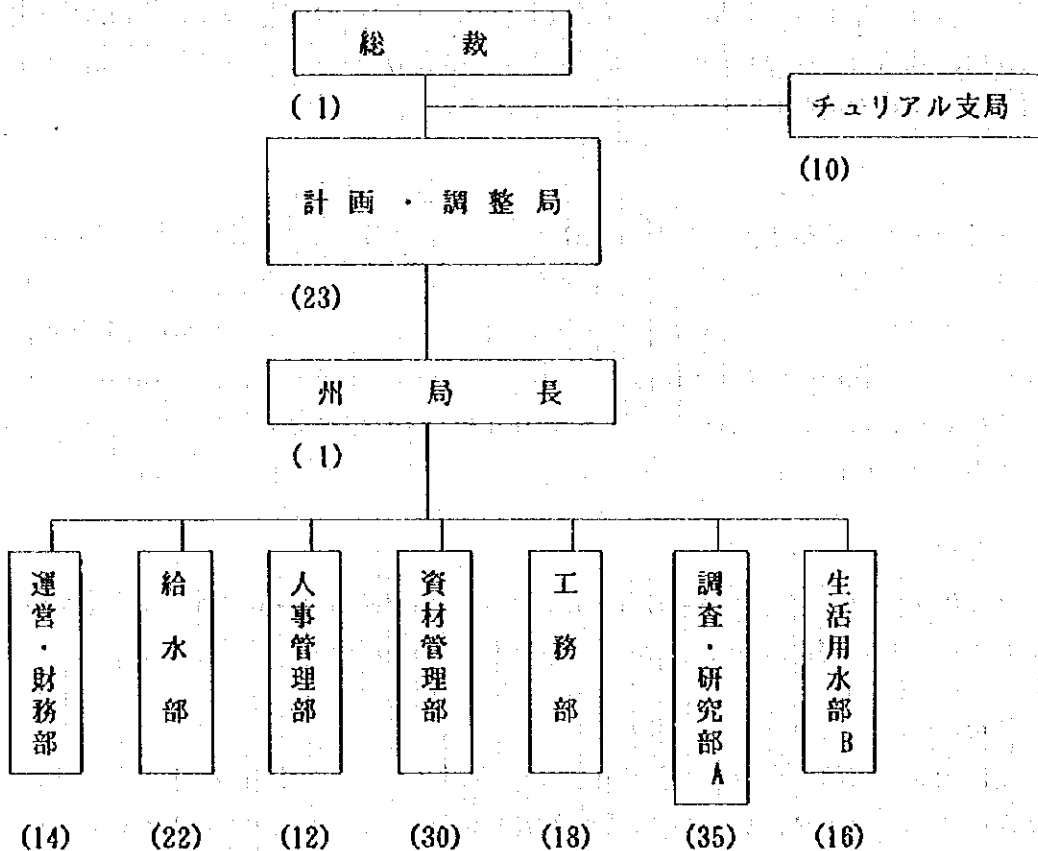 総裁
(1)
チュリアル支局
(10)
計画・調整局
(23)
州局長
(1)
運営・財務部
給水部
人事管理部
資材管理部
工務部
調査・研究部A
生活用水部B
(14)
(22)
(12)
(30)
(18)
(35)
(16)